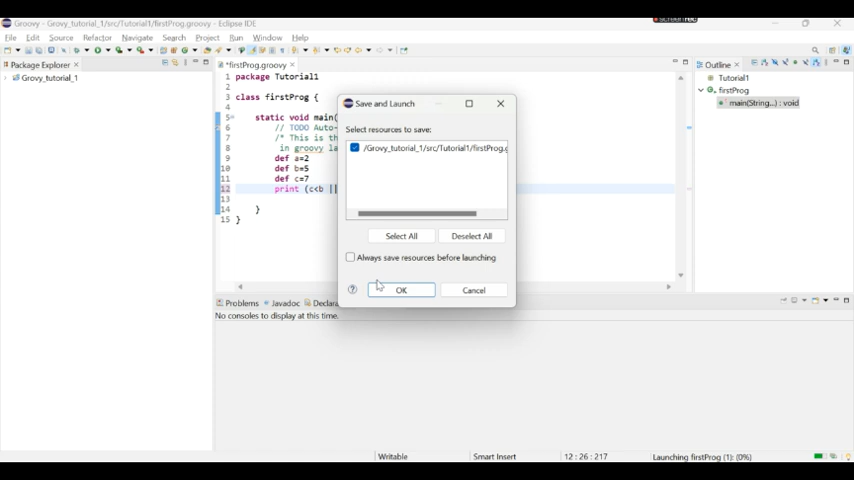 Groovy - Grovy_tutorial_1/src/Tutorial1/firstProg.groovy - Eclipse IDE
File Edit Source Refactor Navigate Search Project Run Window Help
Package Explorer
Grovy_tutorial_1
*firstProg.groovy
1 package Tutorial1
2
3 class firstProg {
4
5 static void main(
6 // TODO Auto-
7 /* This is th
8 in groovy la
9 def a=2
10 def b=5
11 def c=7
12 print (c<b ||
13
14 }
15 }
Save and Launch
Select resources to save:
/Grovy_tutorial_1/src/Tutorial1/firstProg.g
Select All Deselect All
Always save resources before launching
OK Cancel
Outline
Tutorial1
firstProg
main(String...) : void
Problems Javadoc Declara
No consoles to display at this time.
Writable Smart Insert 12 : 26 : 217 Launching firstProg (1): (0%)